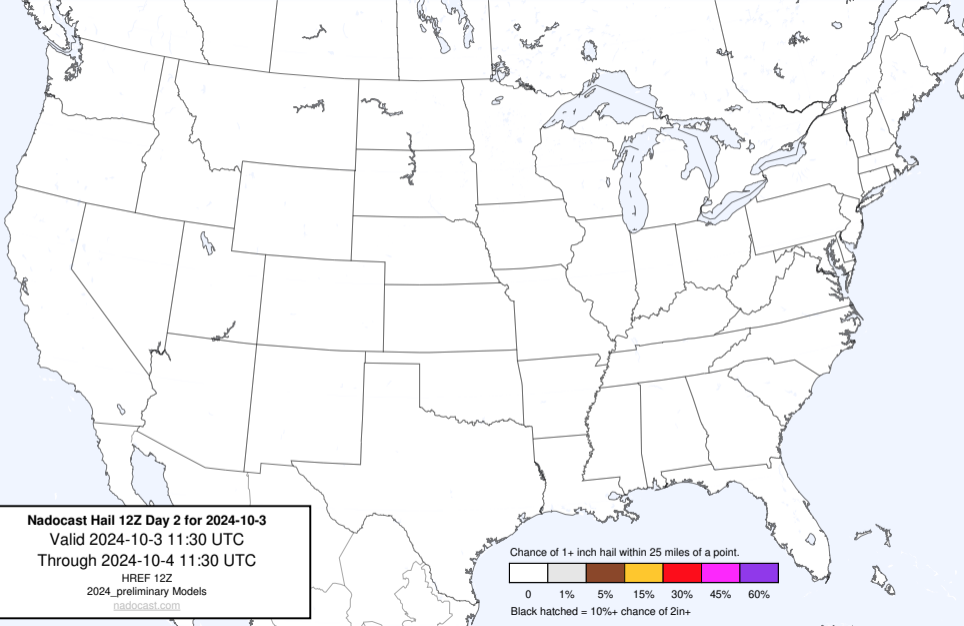 Nadocast Hail 12Z Day 2 for 2024-10-3
Valid 2024-10-3 11:30 UTC
Through 2024-10-4 11:30 UTC
HREF 12Z
2024_preliminary Models
nadocast.com
Chance of 1+ inch hail within 25 miles of a point.
0 1% 5% 15% 30% 45% 60%
Black hatched = 10%+ chance of 2in+